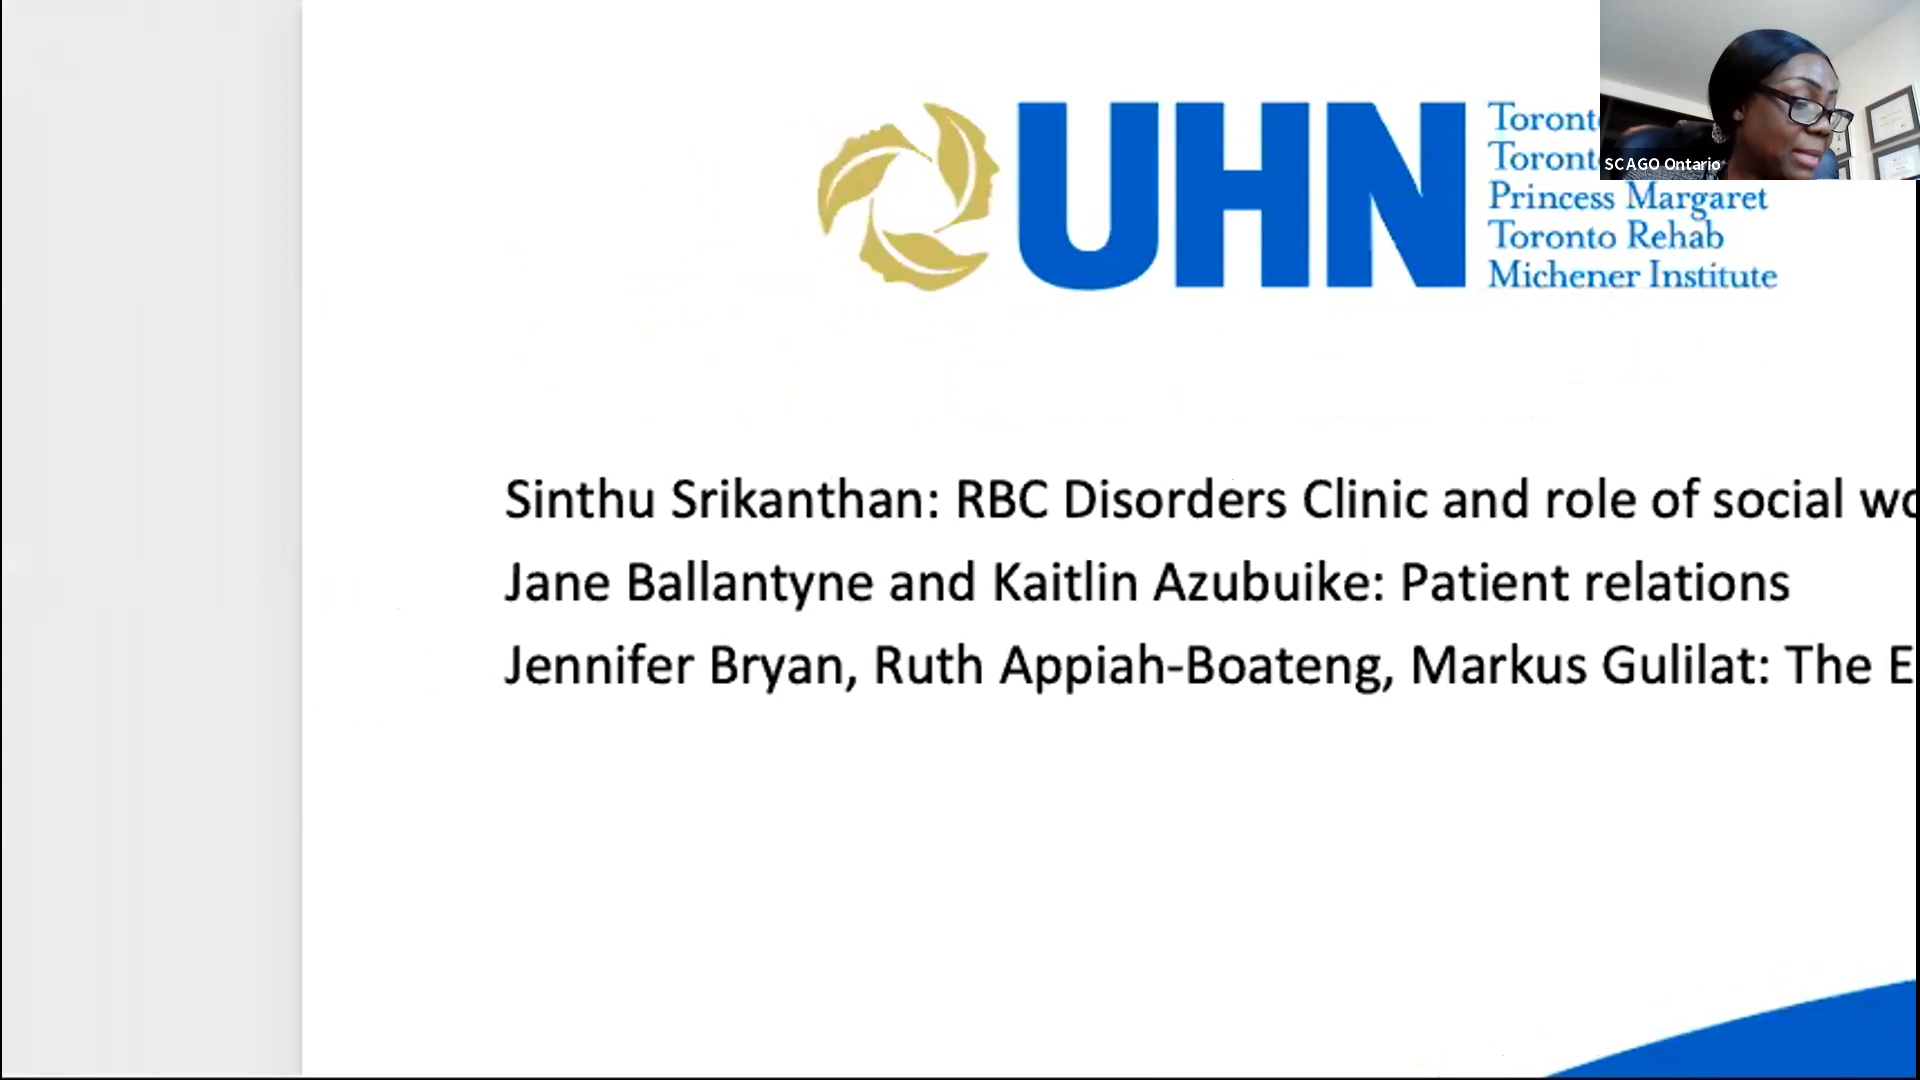 UHN
Toront
Toront
Princess Margaret
Toronto Rehab
Michener Institute
SCAGO Ontario
Sinthu Srikanthan: RBC Disorders Clinic and role of social wo
Jane Ballantyne and Kaitlin Azubuike: Patient relations
Jennifer Bryan, Ruth Appiah-Boateng, Markus Gulilat: The E